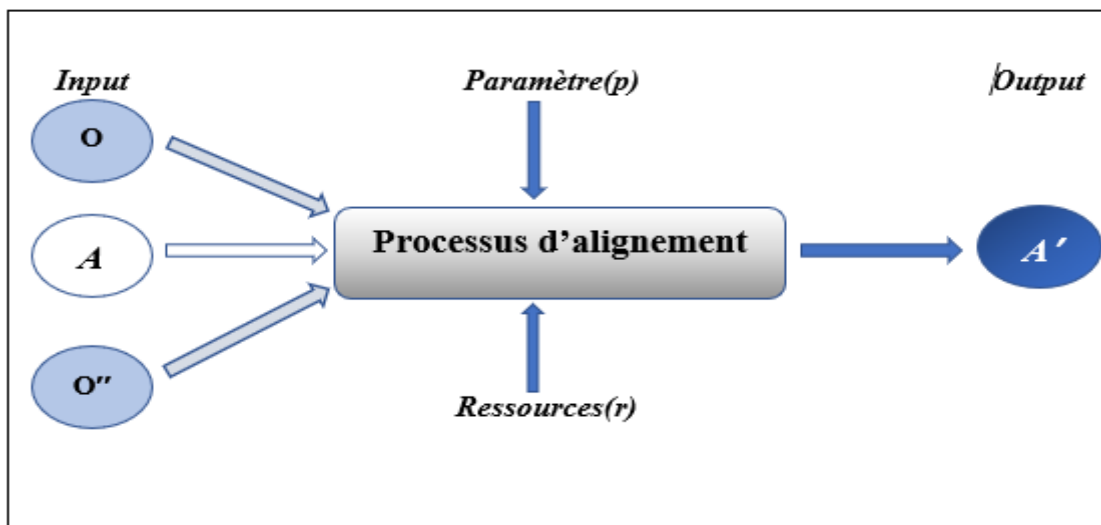 Input
Paramètre(p)
Output
O
A
Processus d’alignement
A′
O″
Ressources(r)